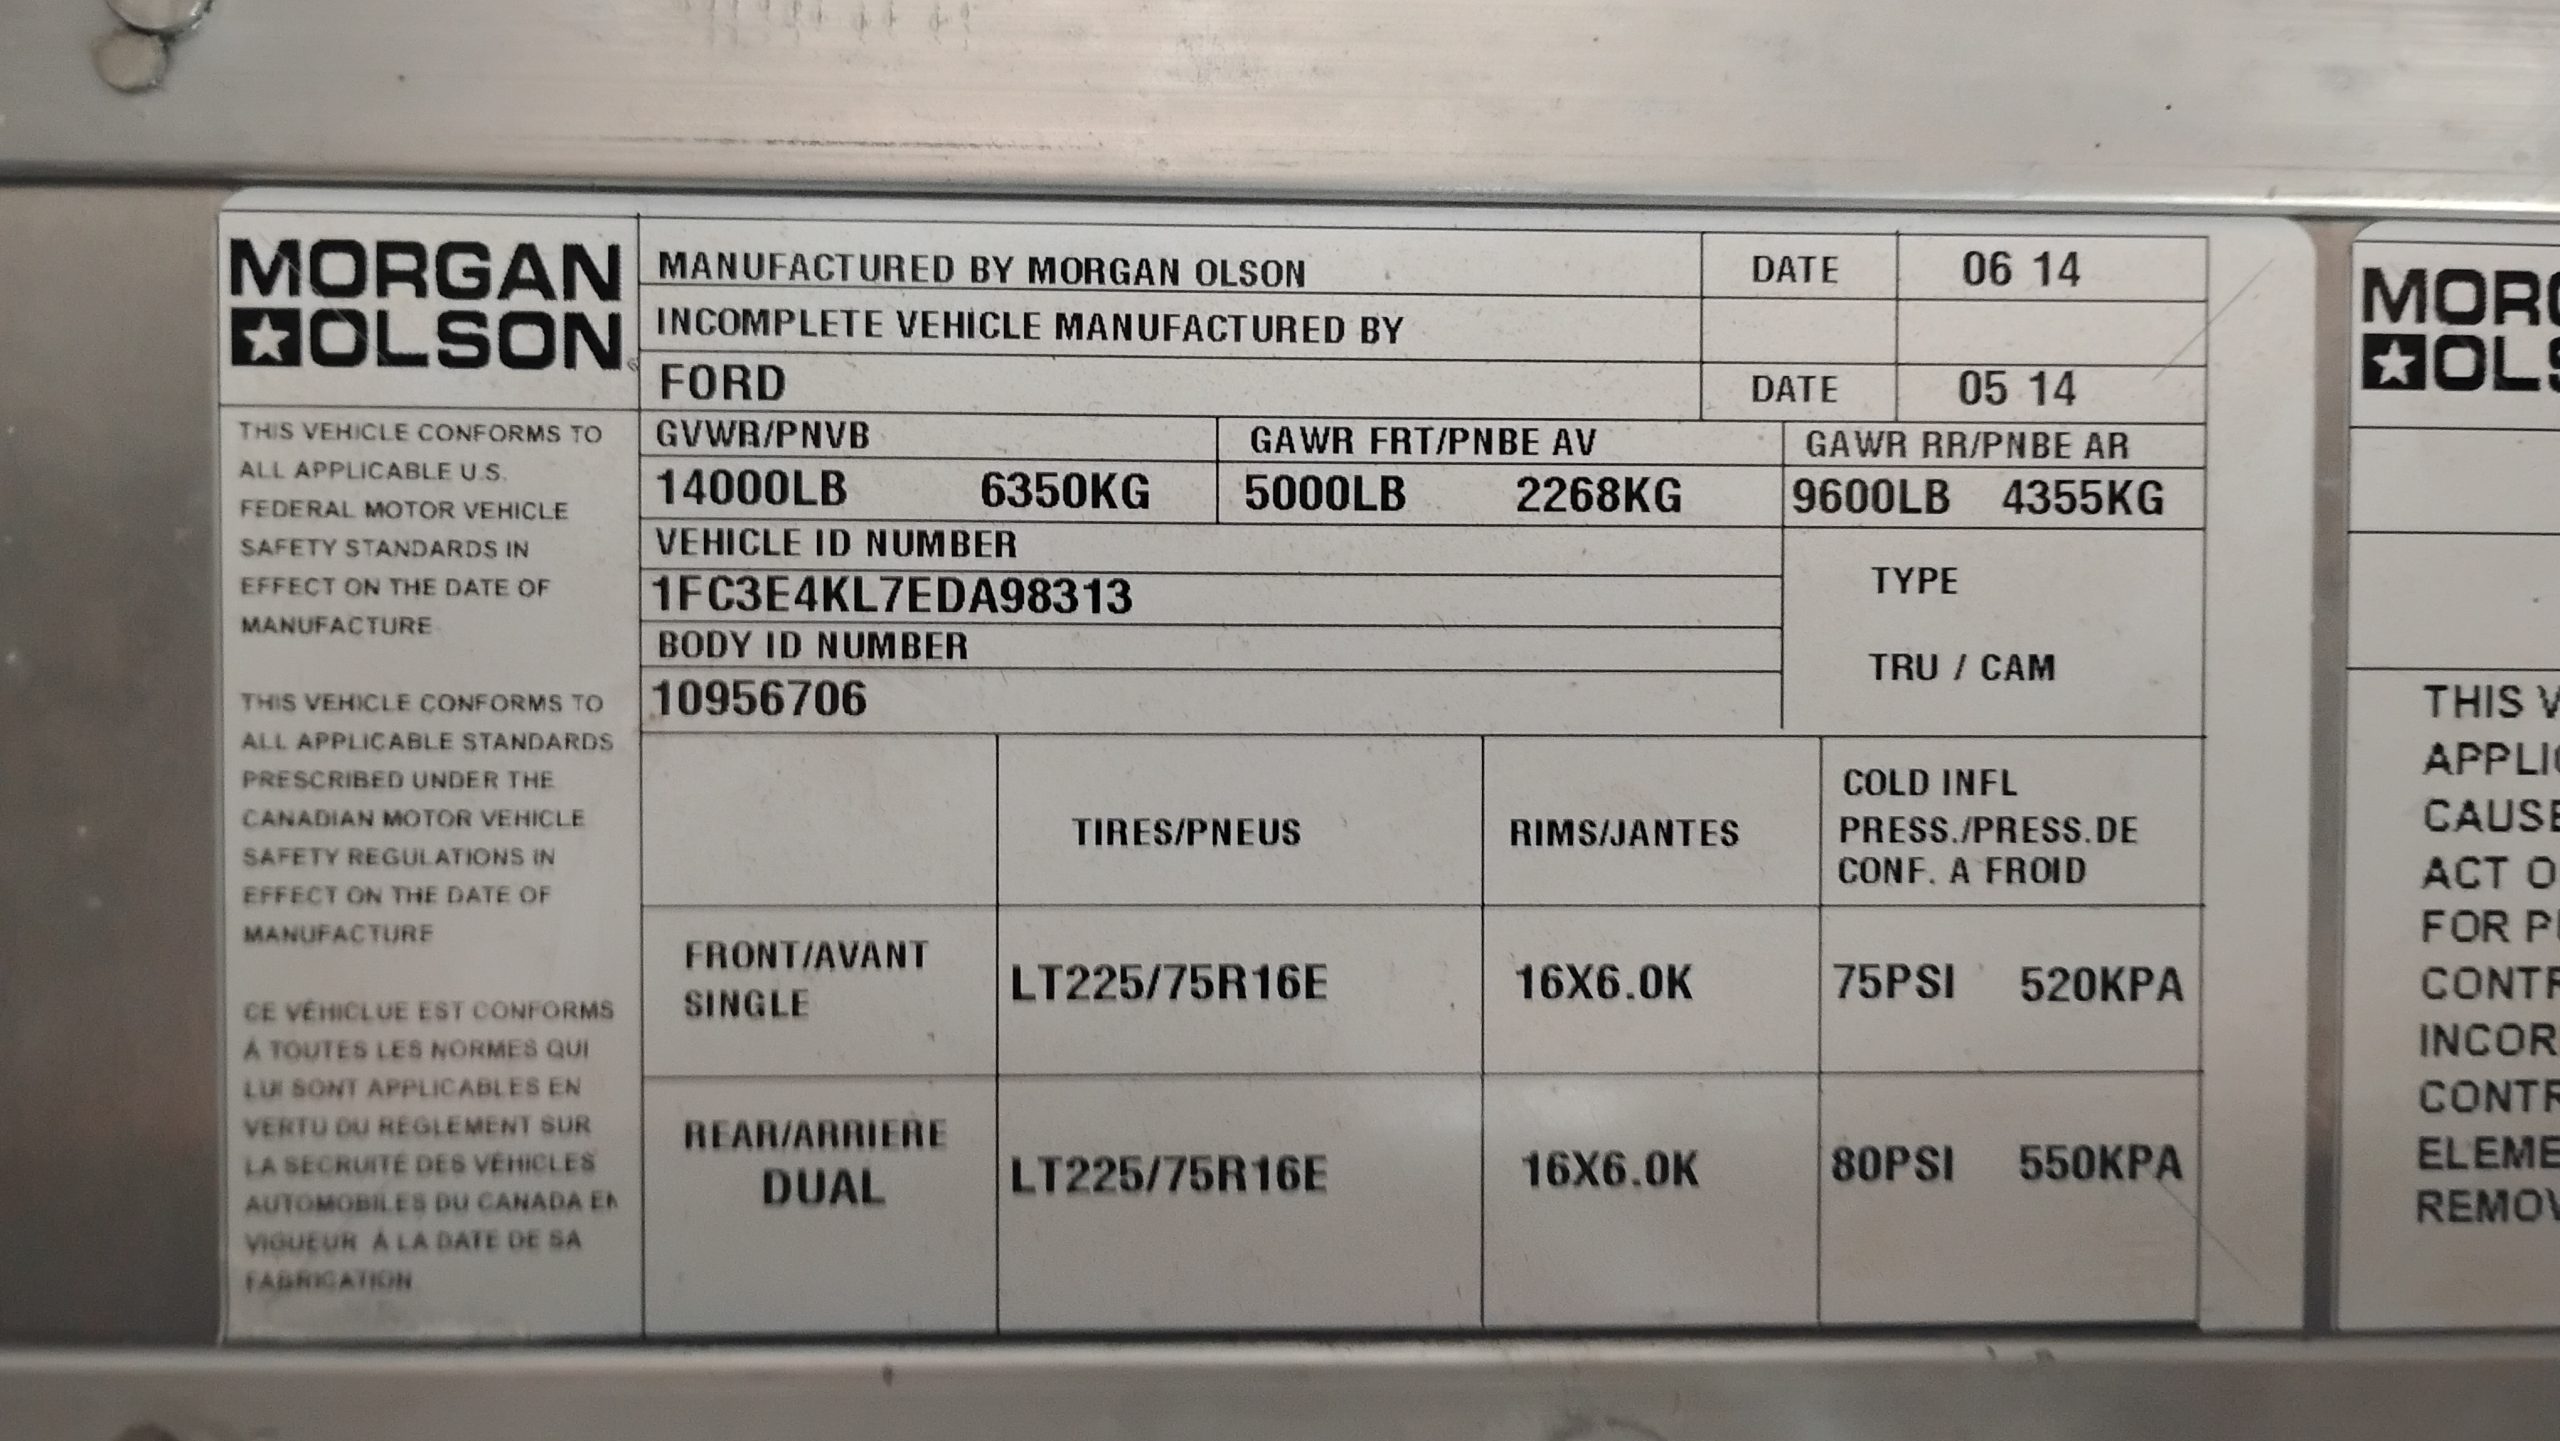 MORGAN
OLSON
THIS VEHICLE CONFORMS TO
ALL APPLICABLE U.S.
FEDERAL MOTOR VEHICLE
SAFETY STANDARDS IN
EFFECT ON THE DATE OF
MANUFACTURE
THIS VEHICLE CONFORMS TO
ALL APPLICABLE STANDARDS
PRESCRIBED UNDER THE
CANADIAN MOTOR VEHICLE
SAFETY REGULATIONS IN
EFFECT ON THE DATE OF
MANUFACTURE
CE VÉHICLUE EST CONFORMS
Á TOUTES LES NORMES QUI
LUI SONT APPLICABLES EN
VERTU DU RÉGLEMENT SUR
LA SÉCRUITÉ DES VÉHICLES
AUTOMOBILES DU CANADA EN
VIGUEUR Á LA DATE DE SA
FABRICATION
MANUFACTURED BY MORGAN OLSON DATE 06 14
INCOMPLETE VEHICLE MANUFACTURED BY
FORD DATE 05 14
GVWR/PNVB GAWR FRT/PNBE AV GAWR RR/PNBE AR
14000LB 6350KG 5000LB 2268KG 9600LB 4355KG
VEHICLE ID NUMBER
1FC3E4KL7EDA98313
BODY ID NUMBER
10956706
TYPE
TRU / CAM
TIRES/PNEUS RIMS/JANTES
COLD INFL
PRESS./PRESS.DE
CONF. A FROID
FRONT/AVANT
SINGLE
LT225/75R16E 16X6.0K 75PSI 520KPA
REAR/ARRIERE
DUAL
LT225/75R16E 16X6.0K 80PSI 550KPA
MORG
OLS
THIS V
APPLIC
CAUSE
ACT O
FOR P
CONTR
INCOR
CONTR
ELEME
REMOV